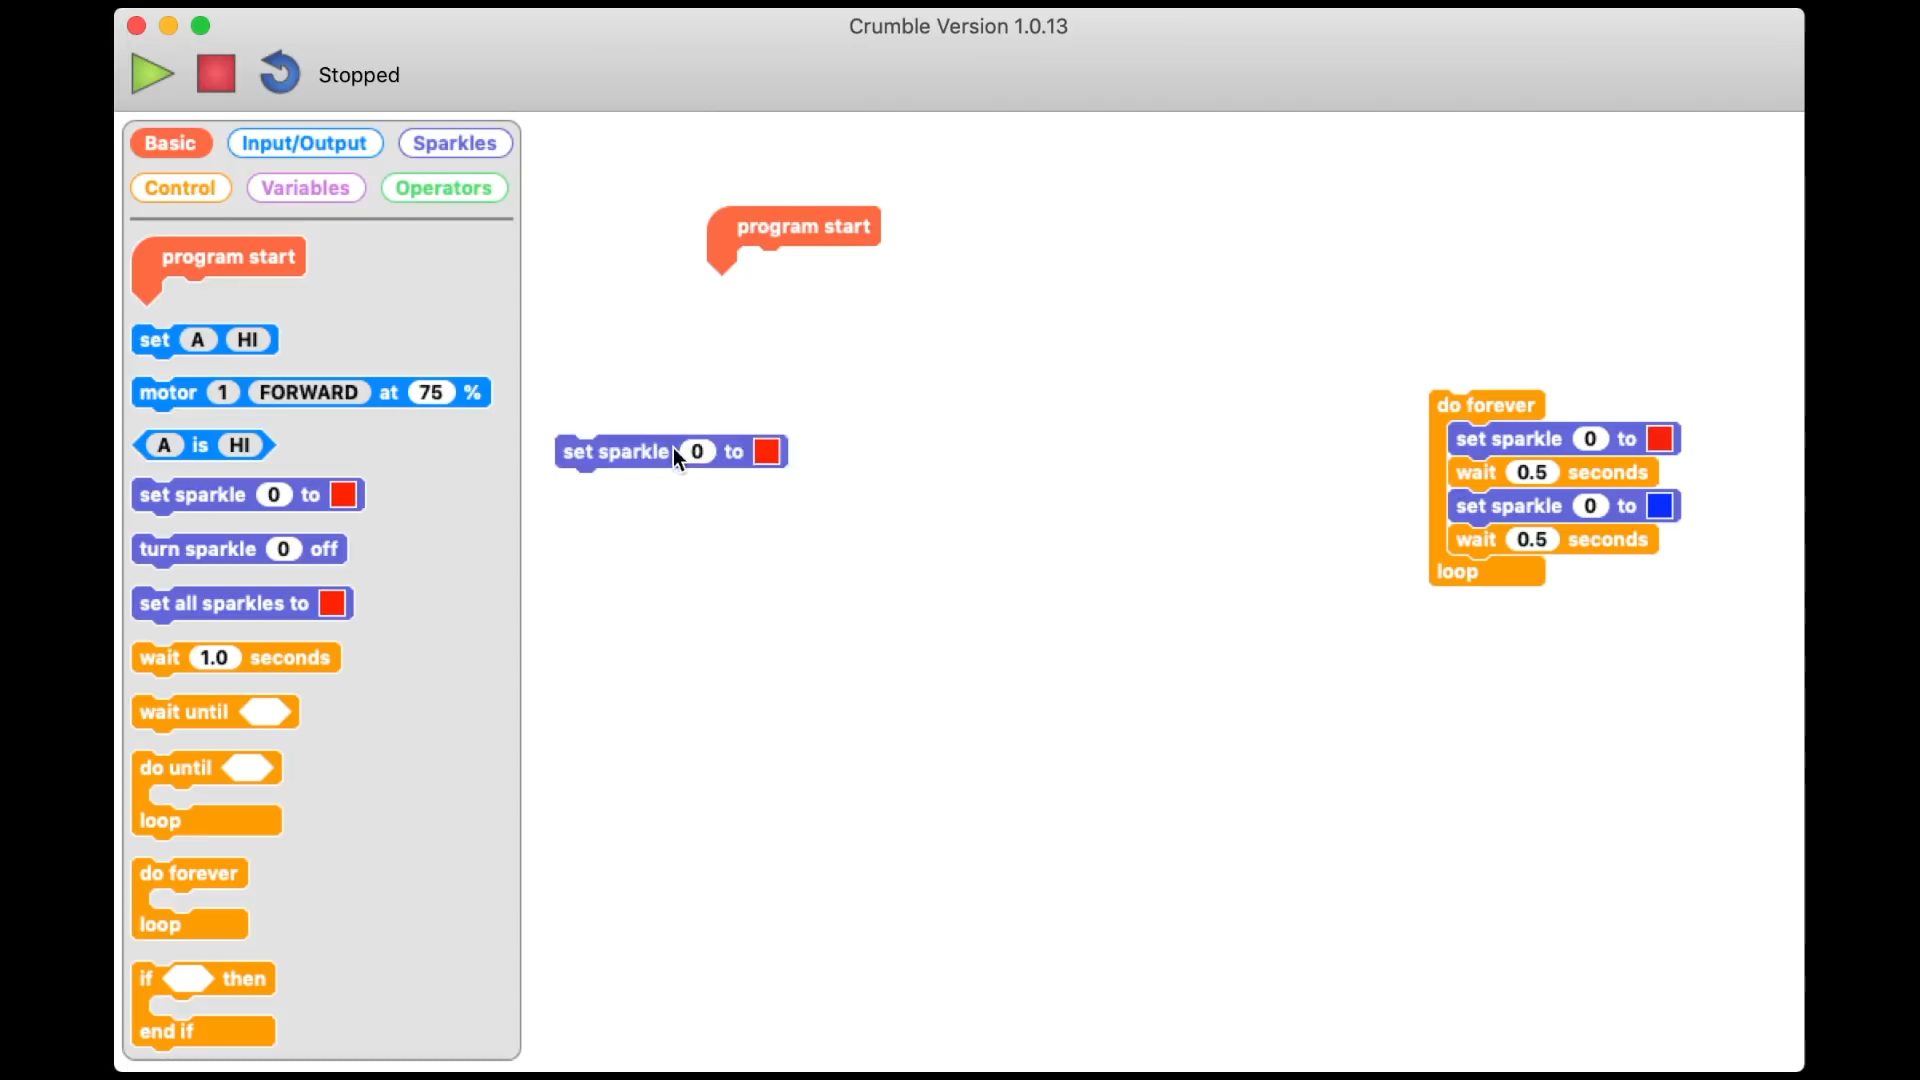 Crumble Version 1.0.13
Stopped
Basic Input/Output Sparkles
Control Variables Operators
program start
set A HI
motor 1 FORWARD at 75 %
A is HI
set sparkle 0 to
turn sparkle 0 off
set all sparkles to
wait 1.0 seconds
wait until
do until
loop
do forever
loop
if then
end if
program start
set sparkle 0 to
do forever
set sparkle 0 to
wait 0.5 seconds
set sparkle 0 to
wait 0.5 seconds
loop